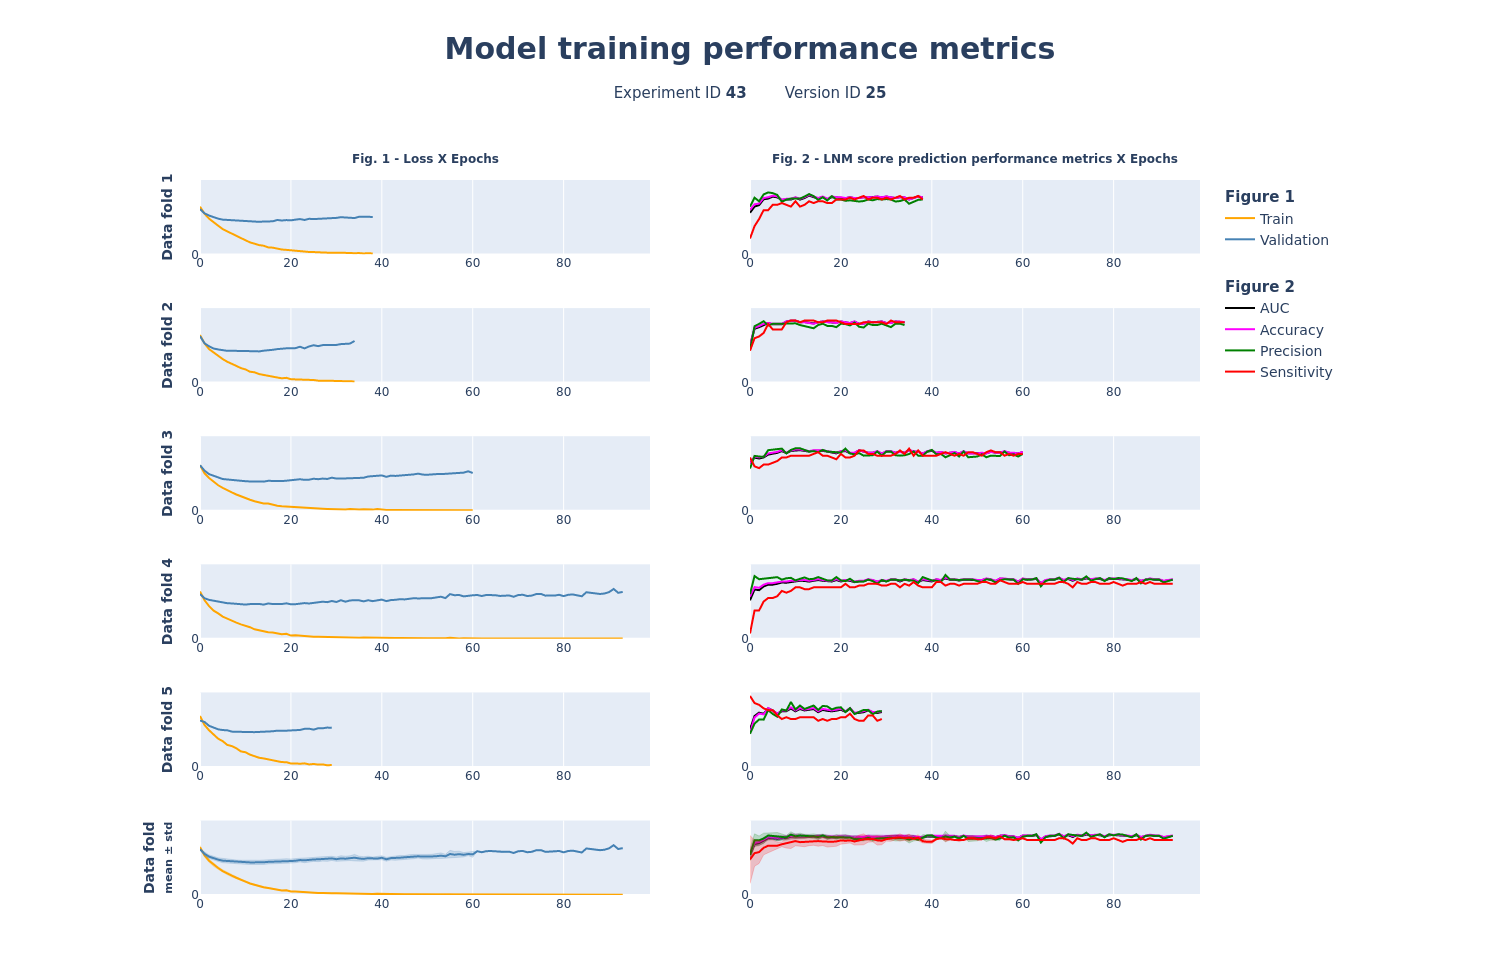 Model training performance metrics
Experiment ID 43 Version ID 25
Fig. 1 - Loss X Epochs
Fig. 2 - LNM score prediction performance metrics X Epochs
Data fold 1
0
0 20 40 60 80
0
0 20 40 60 80
Figure 1
Train
Validation
Figure 2
AUC
Accuracy
Precision
Sensitivity
Data fold 2
0
0 20 40 60 80
0
0 20 40 60 80
Data fold 3
0
0 20 40 60 80
0
0 20 40 60 80
Data fold 4
0
0 20 40 60 80
0
0 20 40 60 80
Data fold 5
0
0 20 40 60 80
0
0 20 40 60 80
Data fold
mean ± std
0
0 20 40 60 80
0
0 20 40 60 80